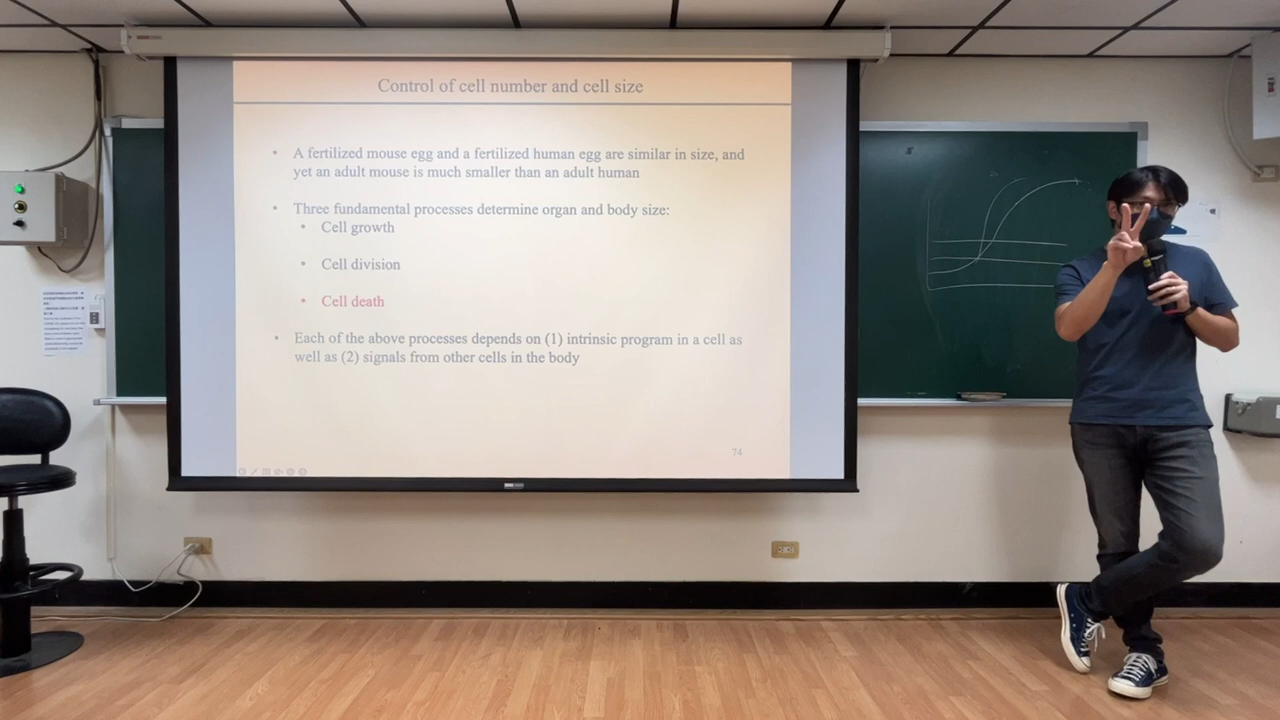 Control of cell number and cell size
• A fertilized mouse egg and a fertilized human egg are similar in size, and
yet an adult mouse is much smaller than an adult human
• Three fundamental processes determine organ and body size:
• Cell growth
• Cell division
• Cell death
• Each of the above processes depends on (1) intrinsic program in a cell as
well as (2) signals from other cells in the body
74